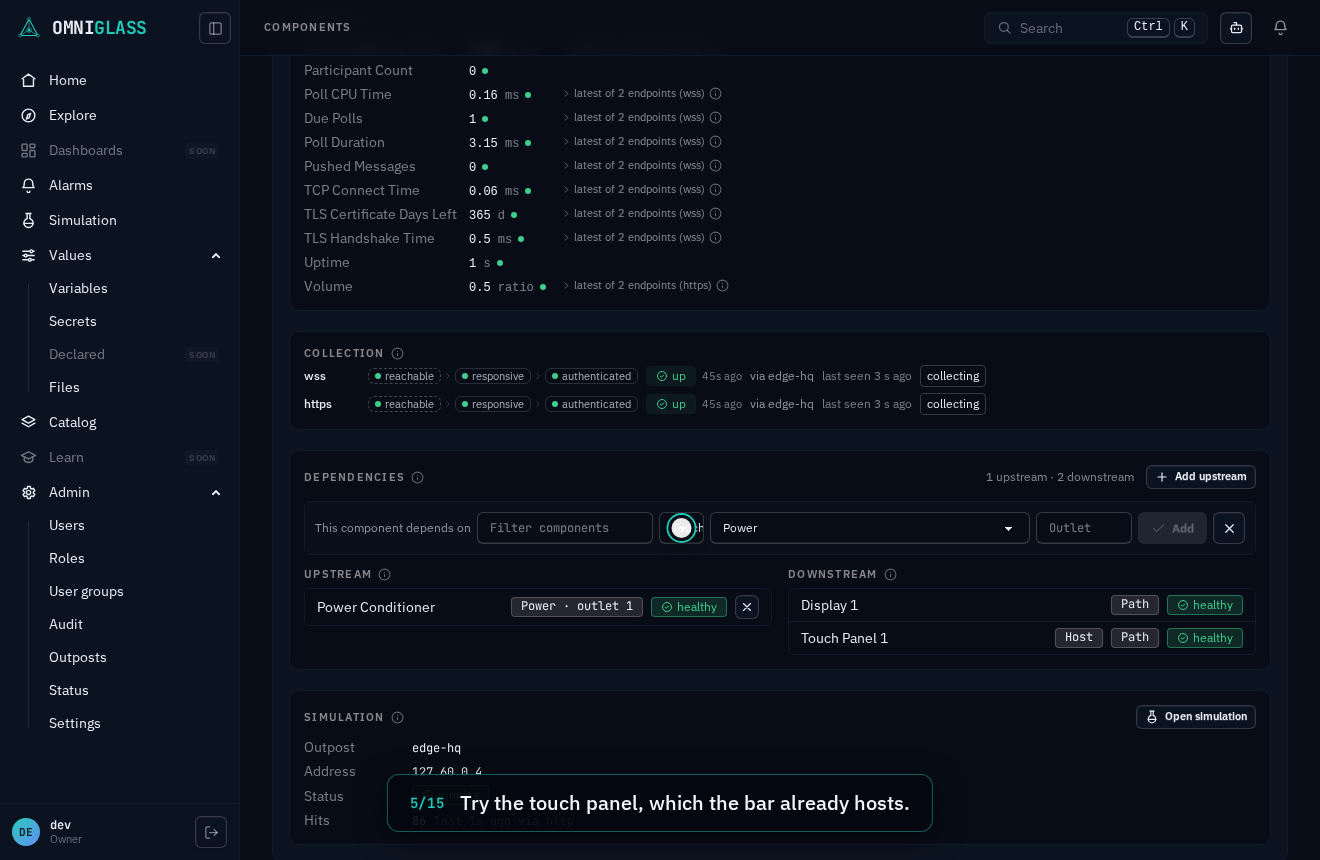 OMNIGLASS
COMPONENTS
Search
Ctrl
K
Home
Explore
Dashboards
SOON
Alarms
Simulation
Values
Variables
Secrets
Declared
SOON
Files
Catalog
Learn
SOON
Admin
Users
Roles
User groups
Audit
Outposts
Status
Settings
DE
dev
Owner
Participant Count 0
Poll CPU Time 0.16 ms latest of 2 endpoints (wss)
Due Polls 1 latest of 2 endpoints (wss)
Poll Duration 3.15 ms latest of 2 endpoints (wss)
Pushed Messages 0 latest of 2 endpoints (wss)
TCP Connect Time 0.06 ms latest of 2 endpoints (wss)
TLS Certificate Days Left 365 d latest of 2 endpoints (wss)
TLS Handshake Time 0.5 ms latest of 2 endpoints (wss)
Uptime 1 s
Volume 0.5 ratio latest of 2 endpoints (https)
COLLECTION
wss reachable responsive authenticated up 45s ago via edge-hq last seen 3 s ago collecting
https reachable responsive authenticated up 45s ago via edge-hq last seen 3 s ago collecting
DEPENDENCIES
1 upstream · 2 downstream
Add upstream
This component depends on Filter components Power Outlet Add
UPSTREAM
Power Conditioner Power · outlet 1 healthy
DOWNSTREAM
Display 1 Path healthy
Touch Panel 1 Host Path healthy
SIMULATION
Open simulation
Outpost edge-hq
Address 127.60.0.4
Status
Hits 86 last 1s ago via http
5/15 Try the touch panel, which the bar already hosts.